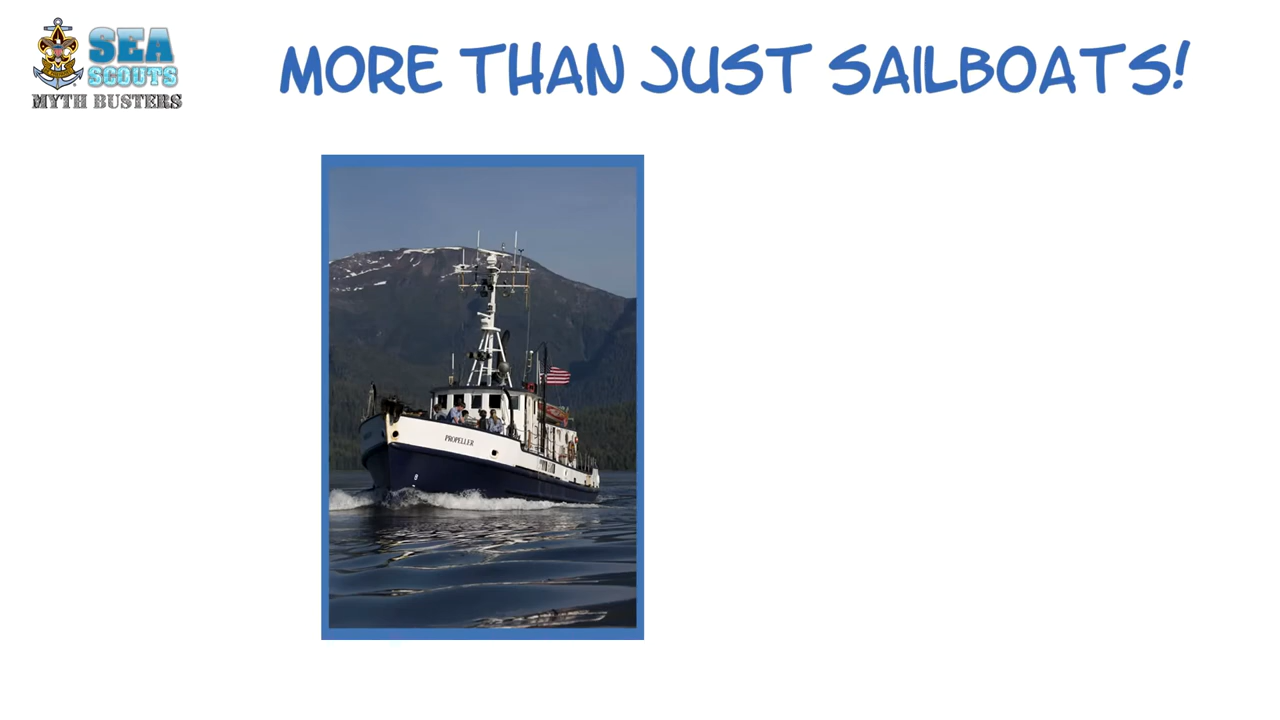 SEA
SCOUTS
MYTH BUSTERS
MORE THAN JUST SAILBOATS!
PROPELLER